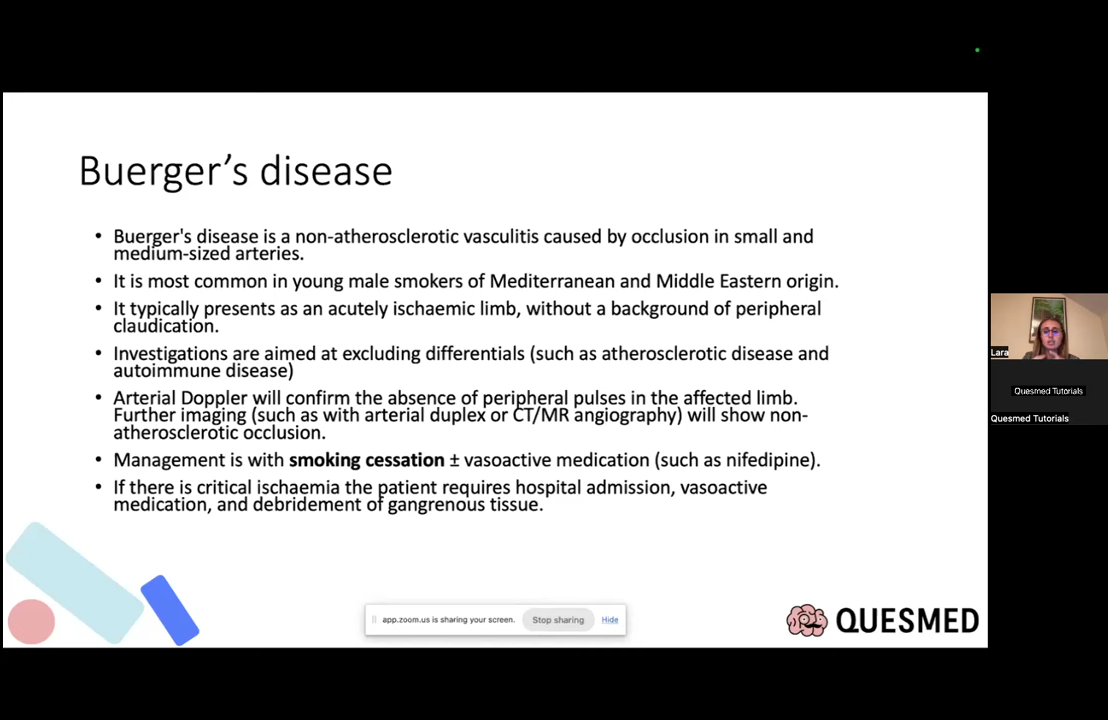 Buerger's disease
• Buerger's disease is a non-atherosclerotic vasculitis caused by occlusion in small and
medium-sized arteries.
• It is most common in young male smokers of Mediterranean and Middle Eastern origin.
• It typically presents as an acutely ischaemic limb, without a background of peripheral
claudication.
• Investigations are aimed at excluding differentials (such as atherosclerotic disease and
autoimmune disease)
• Arterial Doppler will confirm the absence of peripheral pulses in the affected limb.
Further imaging (such as with arterial duplex or CT/MR angiography) will show non-
atherosclerotic occlusion.
• Management is with smoking cessation ± vasoactive medication (such as nifedipine).
• If there is critical ischaemia the patient requires hospital admission, vasoactive
medication, and debridement of gangrenous tissue.
app.zoom.us is sharing your screen. Stop sharing Hide
QUESMED
Lara
Quesmed Tutorials
Quesmed Tutorials